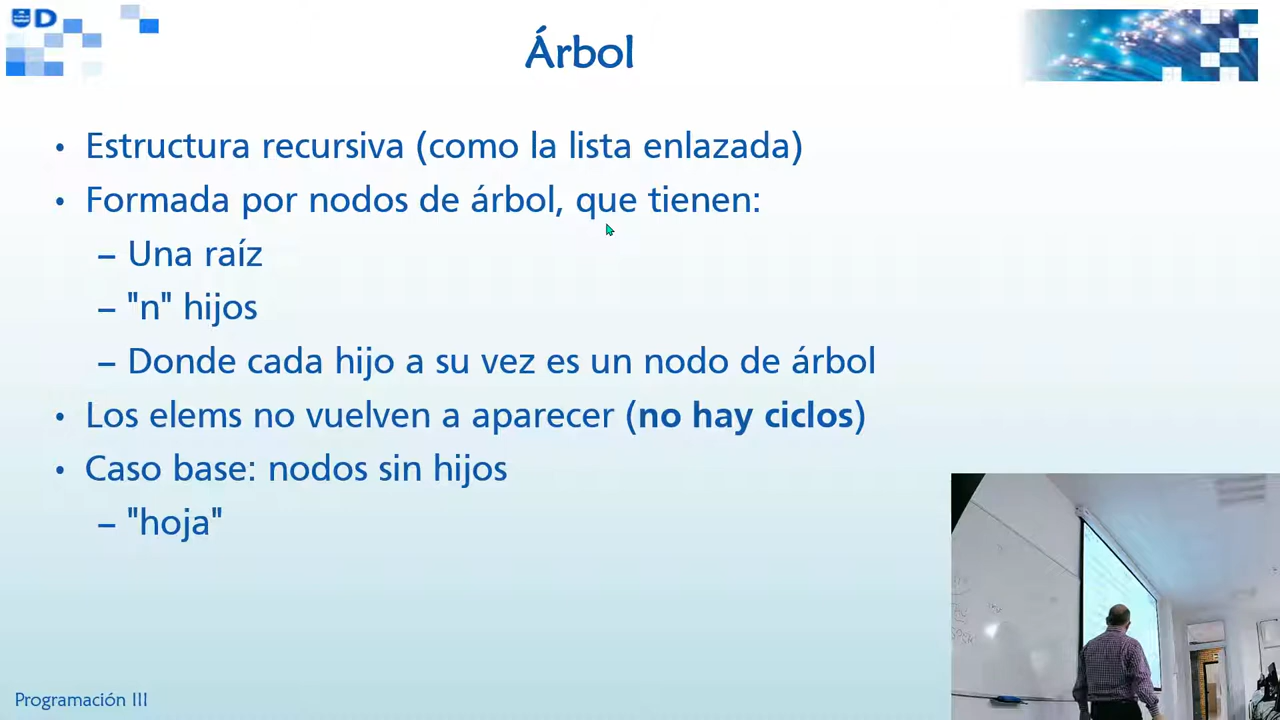 D
Árbol
• Estructura recursiva (como la lista enlazada)
• Formada por nodos de árbol, que tienen:
– Una raíz
– "n" hijos
– Donde cada hijo a su vez es un nodo de árbol
• Los elems no vuelven a aparecer (no hay ciclos)
• Caso base: nodos sin hijos
– "hoja"
Programación III